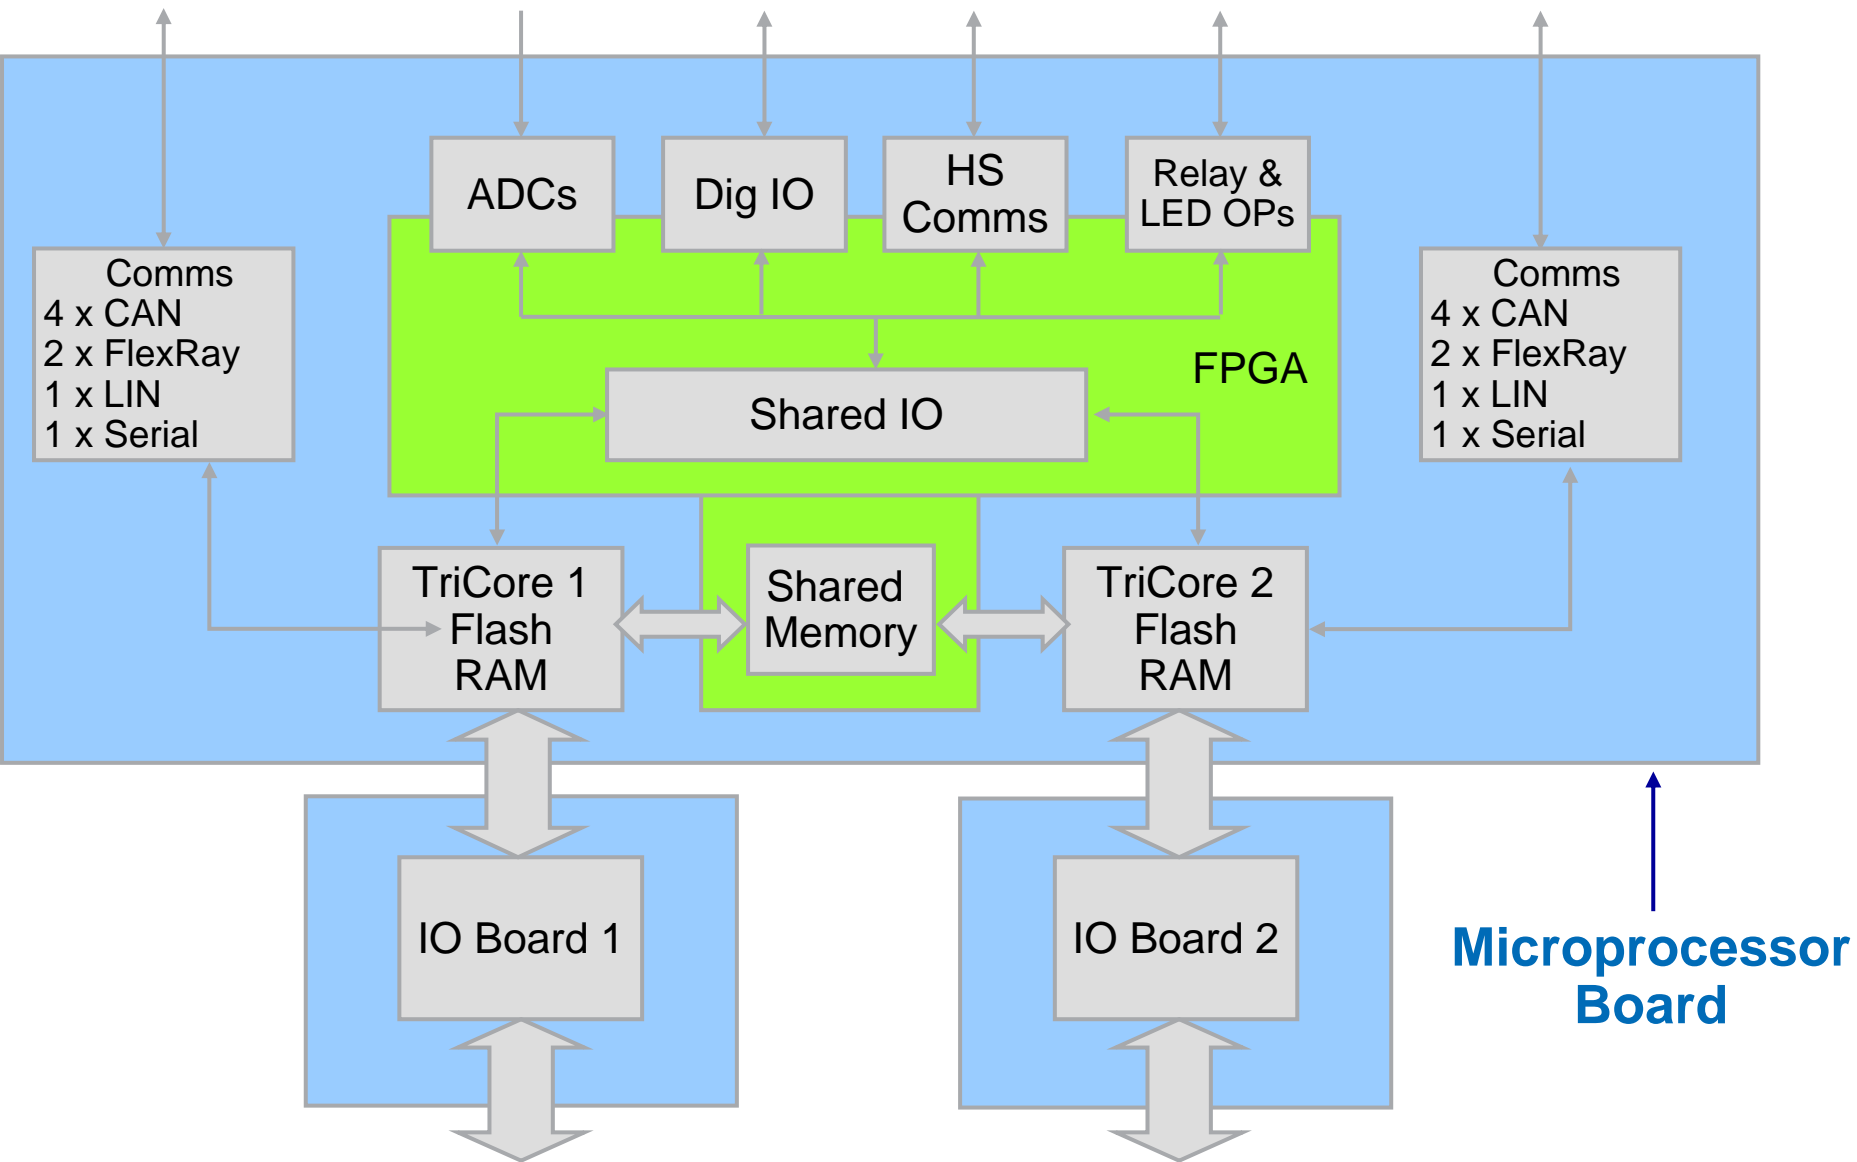 ADCs
Dig IO
HS
Comms
Relay &
LED OPs
Comms
4 x CAN
2 x FlexRay
1 x LIN
1 x Serial
FPGA
Shared IO
Comms
4 x CAN
2 x FlexRay
1 x LIN
1 x Serial
TriCore 1
Flash
RAM
Shared
Memory
TriCore 2
Flash
RAM
IO Board 1
IO Board 2
Microprocessor
Board